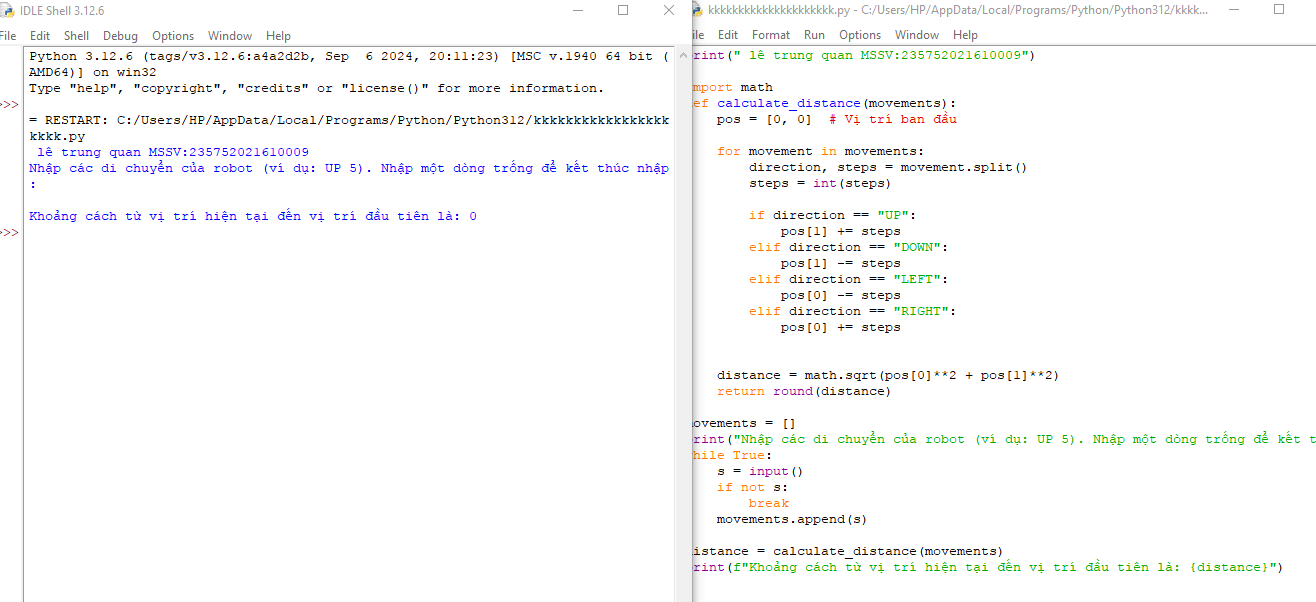 IDLE Shell 3.12.6
File Edit Shell Debug Options Window Help
Python 3.12.6 (tags/v3.12.6:a4a2d2b, Sep  6 2024, 20:11:23) [MSC v.1940 64 bit (
AMD64)] on win32
Type "help", "copyright", "credits" or "license()" for more information.
>>>
= RESTART: C:/Users/HP/AppData/Local/Programs/Python/Python312/kkkkkkkkkkkkkkkkk
kkkk.py
 lê trung quan MSSV:235752021610009
Nhập các di chuyển của robot (ví dụ: UP 5). Nhập một dòng trống để kết thúc nhập
:
Khoảng cách từ vị trí hiện tại đến vị trí đầu tiên là: 0
>>>
kkkkkkkkkkkkkkkkkkkkk.py - C:/Users/HP/AppData/Local/Programs/Python/Python312/kkkk...
ile Edit Format Run Options Window Help
rint(" lê trung quan MSSV:235752021610009")
mport math
ef calculate_distance(movements):
    pos = [0, 0]  # Vị trí ban đầu
    for movement in movements:
        direction, steps = movement.split()
        steps = int(steps)
        if direction == "UP":
            pos[1] += steps
        elif direction == "DOWN":
            pos[1] -= steps
        elif direction == "LEFT":
            pos[0] -= steps
        elif direction == "RIGHT":
            pos[0] += steps
    distance = math.sqrt(pos[0]**2 + pos[1]**2)
    return round(distance)
ovements = []
rint("Nhập các di chuyển của robot (ví dụ: UP 5). Nhập một dòng trống để kết t
hile True:
    s = input()
    if not s:
        break
    movements.append(s)
istance = calculate_distance(movements)
rint(f"Khoảng cách từ vị trí hiện tại đến vị trí đầu tiên là: {distance}")